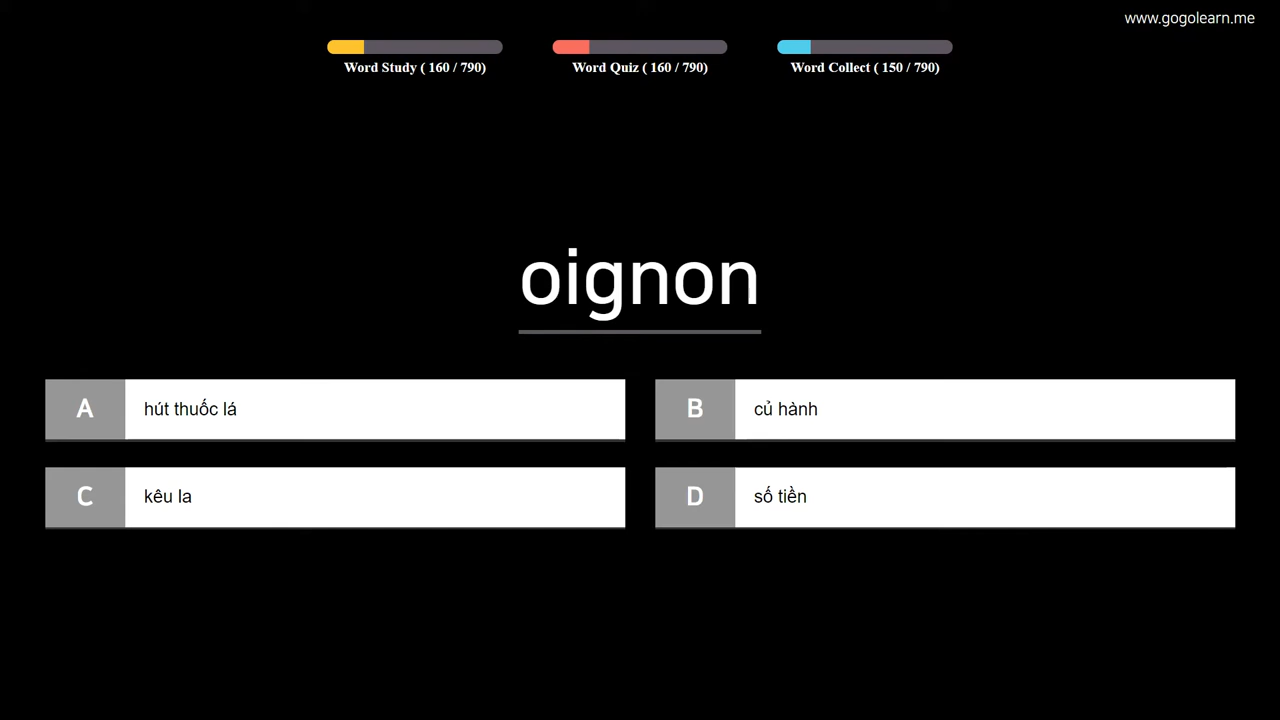 www.gogolearn.me
Word Study ( 160 / 790)
Word Quiz ( 160 / 790)
Word Collect ( 150 / 790)
oignon
A hút thuốc lá
B củ hành
C kêu la
D số tiền